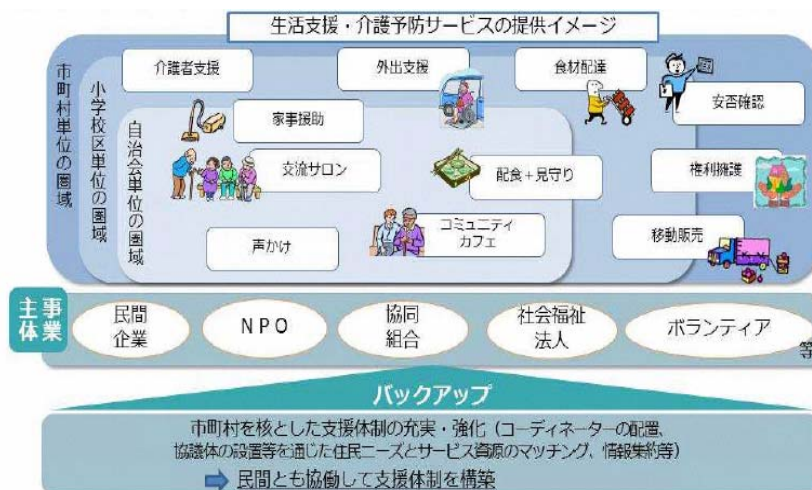 生活支援・介護予防サービスの提供イメージ
市町村単位の圏域
小学校区単位の圏域
自治会単位の圏域
介護者支援
外出支援
食材配達
安否確認
家事援助
交流サロン
配食+見守り
権利擁護
声かけ
コミュニティ
カフェ
移動販売
事業
主体
民間
企業
NPO
協同
組合
社会福祉
法人
ボランティア
等
バックアップ
市町村を核とした支援体制の充実・強化(コーディネーターの配置、
協議体の設置等を通じた住民ニーズとサービス資源のマッチング、情報集約等)
➡ 民間とも協働して支援体制を構築